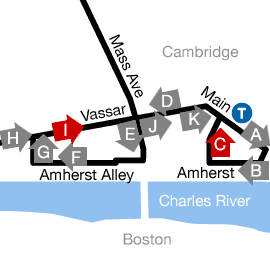 Mass Ave
Cambridge
Main
T
Vassar
D
K
A
H
I
E
J
G
F
C
B
Amherst Alley
Amherst
Charles River
Boston